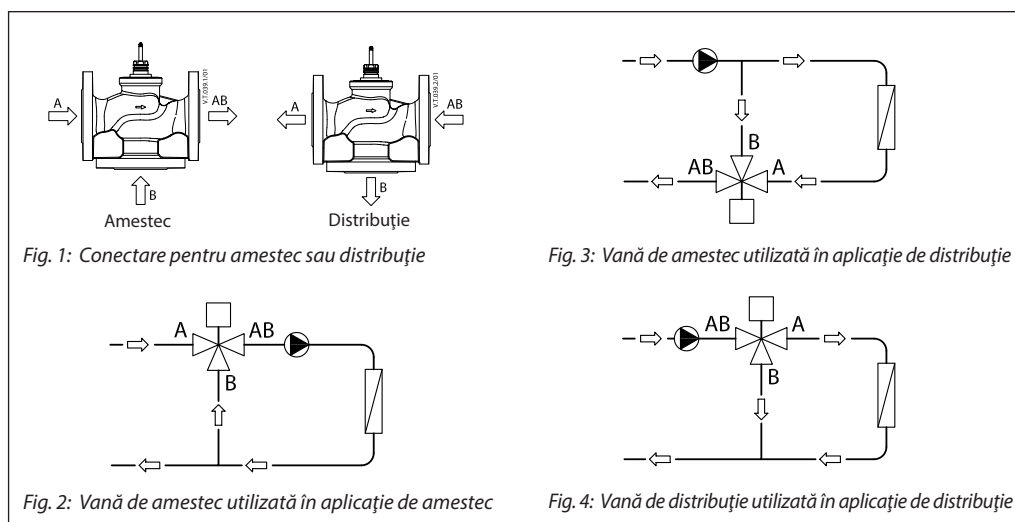 A
AB
B
V.T.039.1/01
Amestec
A
AB
B
V.T.039.2/01
Distribuţie
Fig. 1: Conectare pentru amestec sau distribuţie
B
AB
A
Fig. 3: Vană de amestec utilizată în aplicaţie de distribuţie
A
AB
B
Fig. 2: Vană de amestec utilizată în aplicaţie de amestec
AB
A
B
Fig. 4: Vană de distribuţie utilizată în aplicaţie de distribuţie